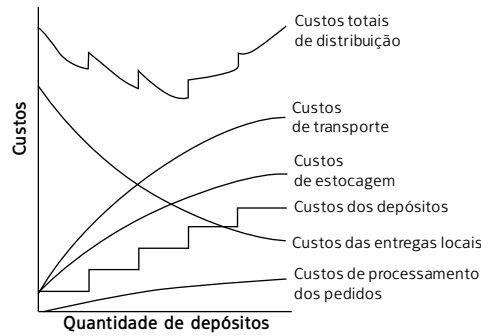 Custos totais
de distribuição
Custos
Custos
de transporte
Custos
de estocagem
Custos dos depósitos
Custos das entregas locais
Custos de processamento
dos pedidos
Quantidade de depósitos